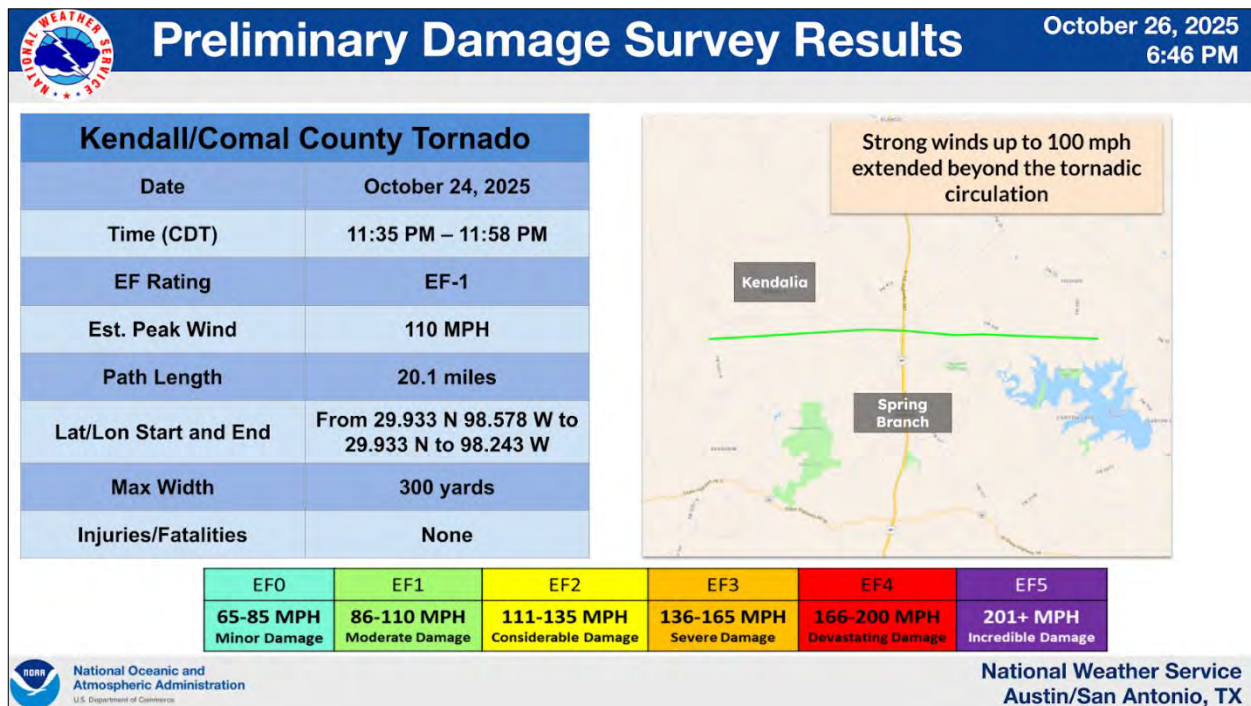 NATIONAL WEATHER SERVICE
Preliminary Damage Survey Results
October 26, 2025
6:46 PM
Kendall/Comal County Tornado
Date October 24, 2025
Time (CDT) 11:35 PM – 11:58 PM
EF Rating EF-1
Est. Peak Wind 110 MPH
Path Length 20.1 miles
Lat/Lon Start and End From 29.933 N 98.578 W to
29.933 N to 98.243 W
Max Width 300 yards
Injuries/Fatalities None
Strong winds up to 100 mph
extended beyond the tornadic
circulation
Kendalia
Spring
Branch
EF0 EF1 EF2 EF3 EF4 EF5
65-85 MPH 86-110 MPH 111-135 MPH 136-165 MPH 166-200 MPH 201+ MPH
Minor Damage Moderate Damage Considerable Damage Severe Damage Devastating Damage Incredible Damage
NOAA
National Oceanic and
Atmospheric Administration
U.S. Department of Commerce
National Weather Service
Austin/San Antonio, TX